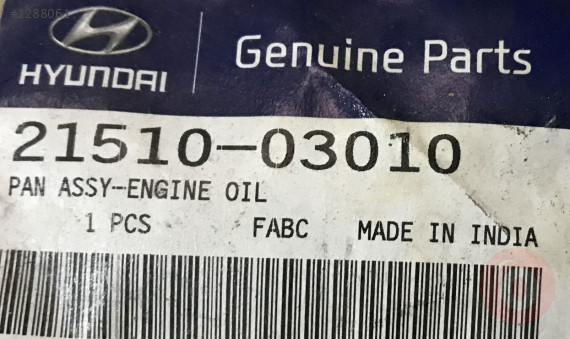 HYUNDAI
Genuine Parts
21510-03010
PAN ASSY-ENGINE OIL
1 PCS FABC MADE IN INDIA